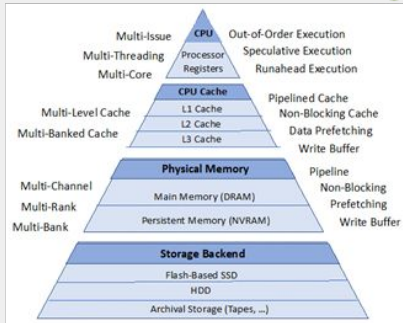 Multi-Issue
CPU
Out-of-Order Execution
Multi-Threading
Processor
Speculative Execution
Multi-Core
Registers
Runahead Execution
CPU Cache
Multi-Level Cache
L1 Cache
Pipelined Cache
Multi-Banked Cache
L2 Cache
Non-Blocking Cache
L3 Cache
Data Prefetching
Write Buffer
Physical Memory
Multi-Channel
Main Memory (DRAM)
Pipeline
Multi-Rank
Persistent Memory (NVRAM)
Non-Blocking
Multi-Bank
Prefetching
Write Buffer
Storage Backend
Flash-Based SSD
HDD
Archival Storage (Tapes, ...)